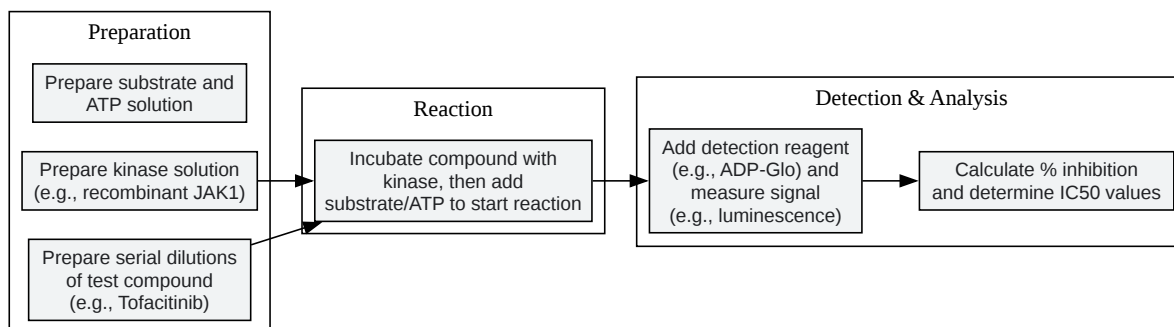 Preparation
Prepare substrate and
ATP solution
Prepare kinase solution
(e.g., recombinant JAK1)
Prepare serial dilutions
of test compound
(e.g., Tofacitinib)
Reaction
Incubate compound with
kinase, then add
substrate/ATP to start reaction
Detection & Analysis
Add detection reagent
(e.g., ADP-Glo) and
measure signal
(e.g., luminescence)
Calculate % inhibition
and determine IC50 values